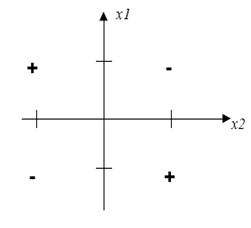 x1
+ -
x2
- +